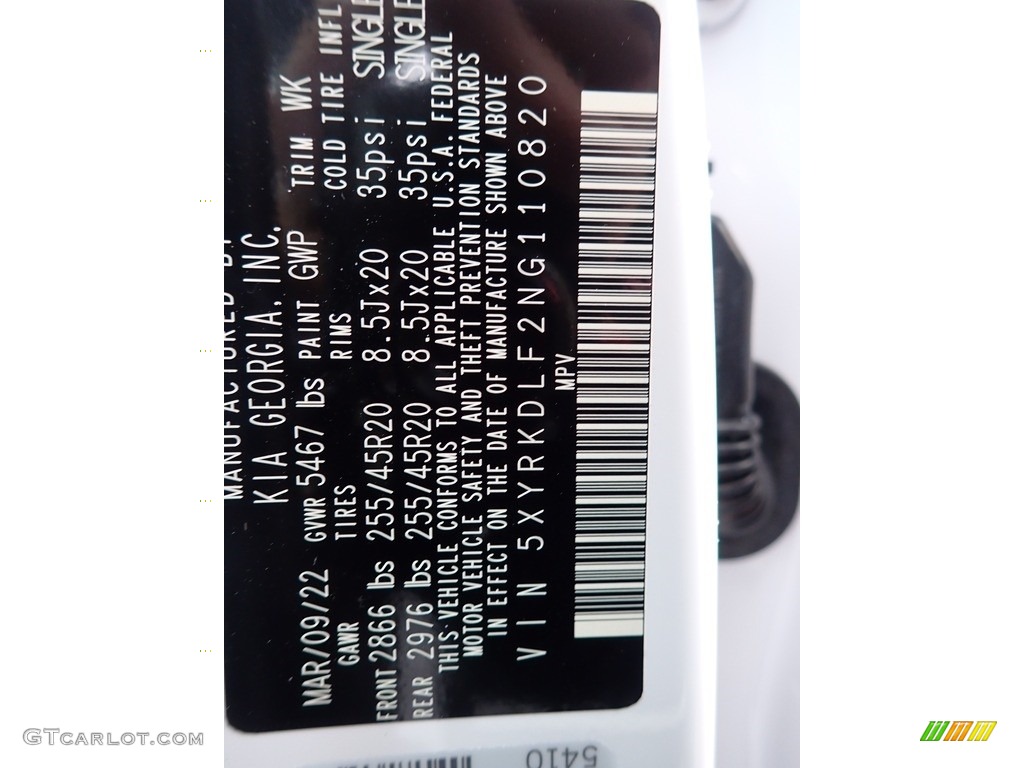 MANUFACTURED BY
KIA GEORGIA, INC.
MAR/09/22 GVWR 5467 lbs PAINT GWP TRIM WK
GAWR TIRES RIMS COLD TIRE INFL
FRONT 2866 lbs 255/45R20 8.5Jx20 35psi SINGLE
REAR 2976 lbs 255/45R20 8.5Jx20 35psi SINGLE
THIS VEHICLE CONFORMS TO ALL APPLICABLE U.S.A. FEDERAL
MOTOR VEHICLE SAFETY AND THEFT PREVENTION STANDARDS
IN EFFECT ON THE DATE OF MANUFACTURE SHOWN ABOVE
VIN 5XYRKDLF2NG110820
MPV
5410
GTCarLot.com